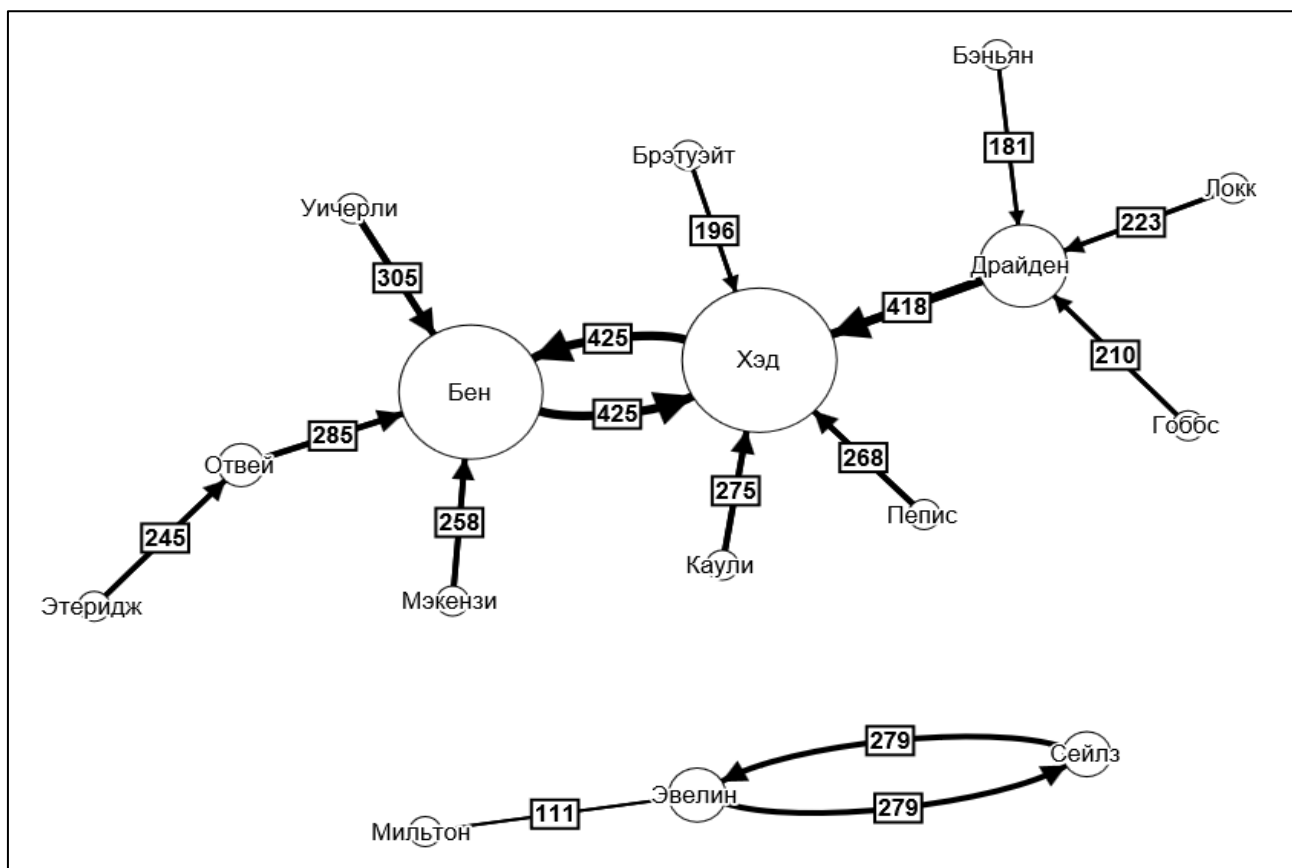 Бэньян
181
Брэтуэйт
Локк
Уичерли
223
196
Драйден
305
418
425
Хэд
210
Бен
425
Гоббс
285
268
Отвей
275
Пепис
258
245
Каули
Мэкензи
Этеридж
279
Сейлз
Эвелин
279
111
Мильтон